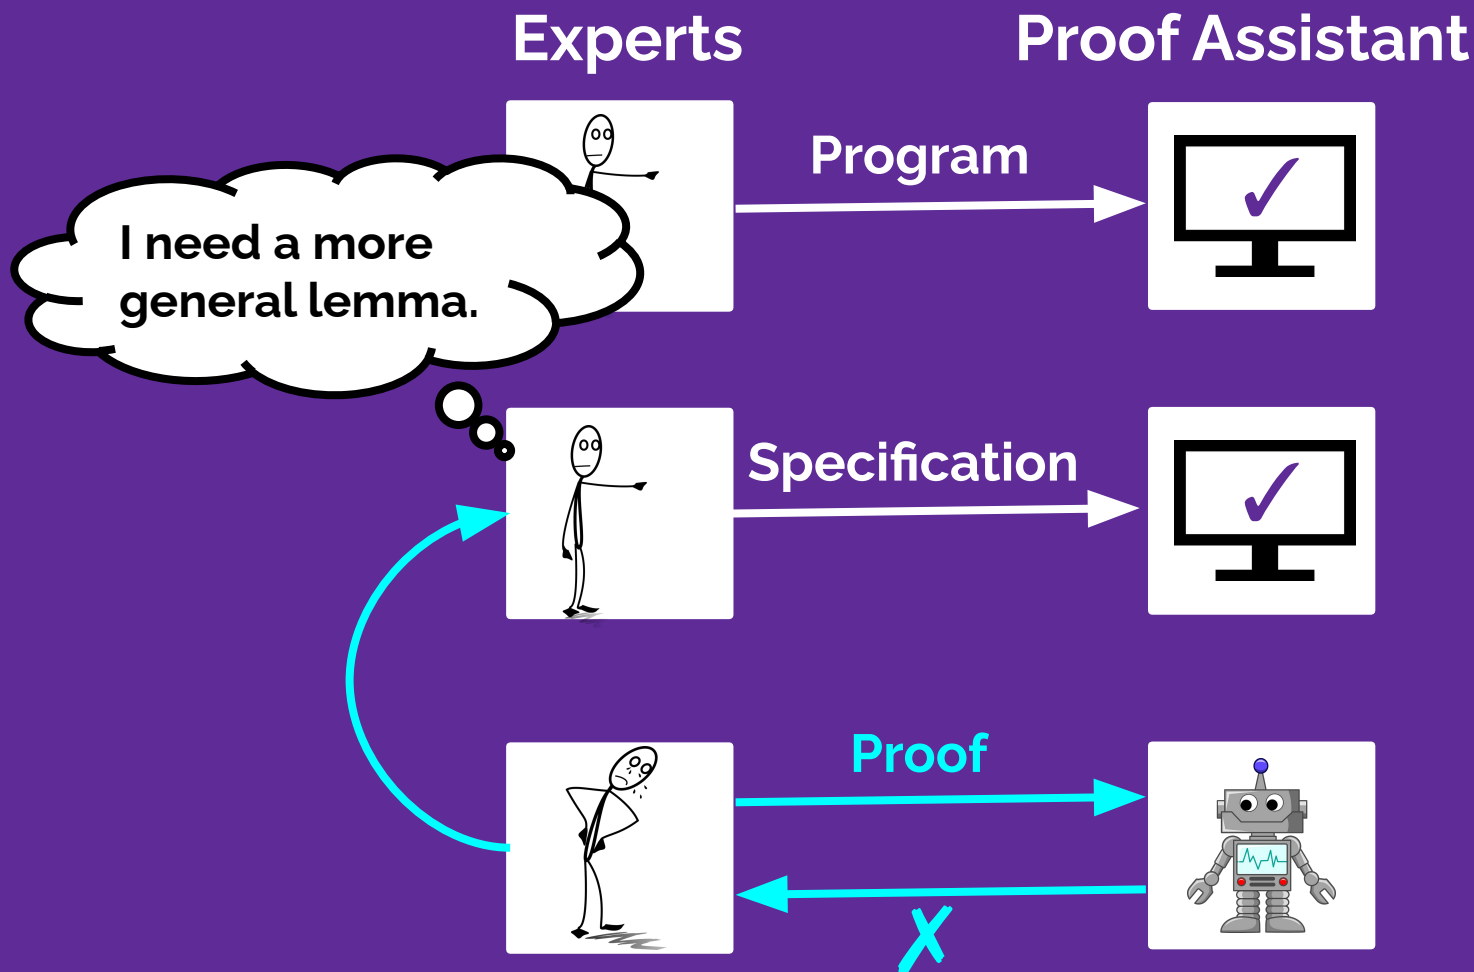 Experts
Proof Assistant
Program
I need a more
general lemma.
Specification
Proof